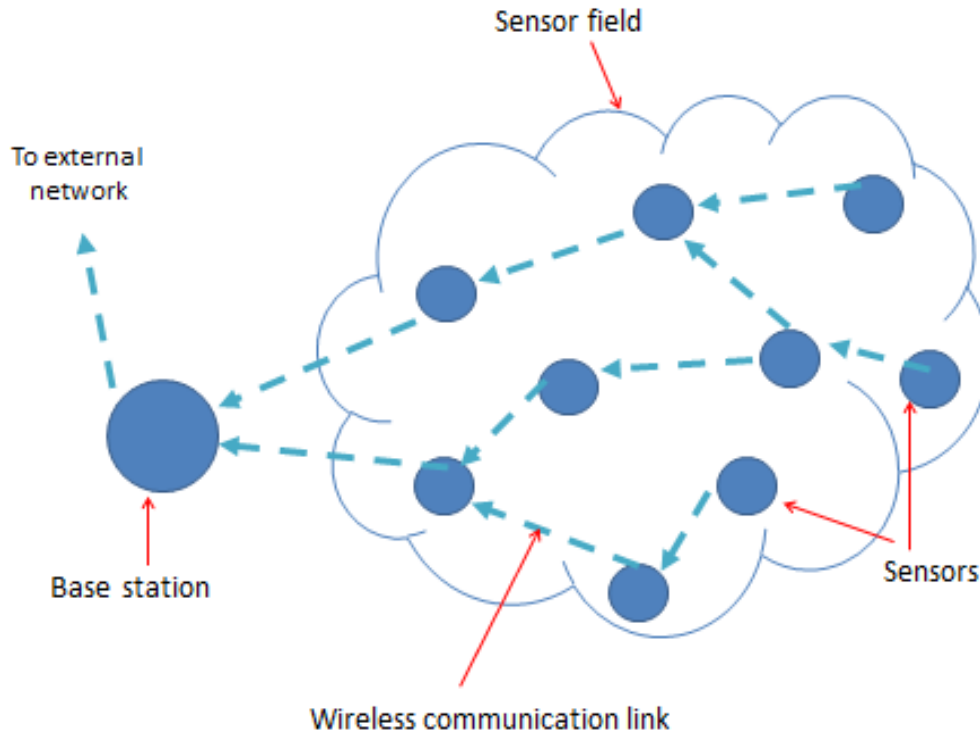 Sensor field
To external
network
Base station
Sensors
Wireless communication link